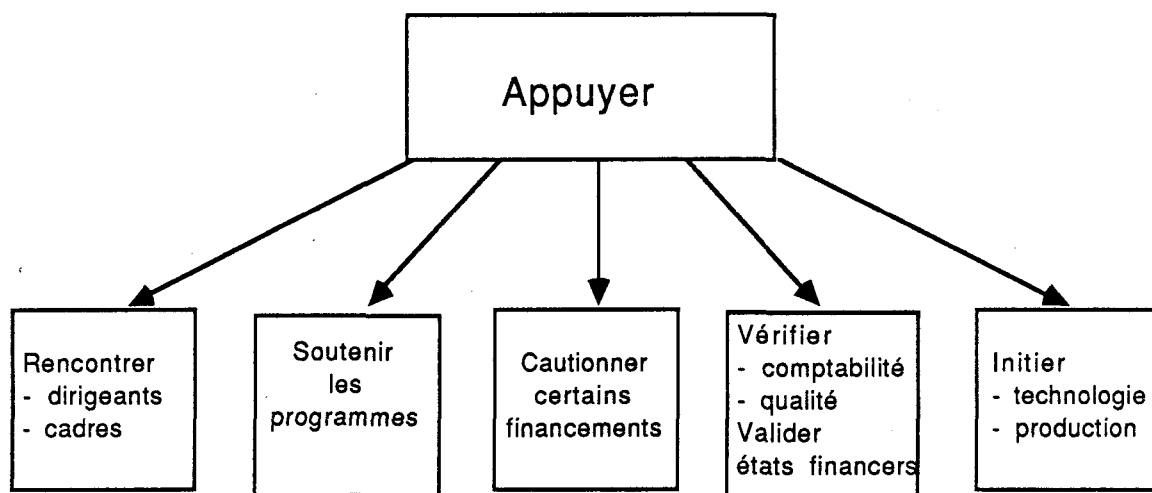 Appuyer
Rencontrer
- dirigeants
- cadres
Soutenir
les
programmes
Cautionner
certains
financements
Vérifier
- comptabilité
- qualité
Valider
états financers
Initier
- technologie
- production